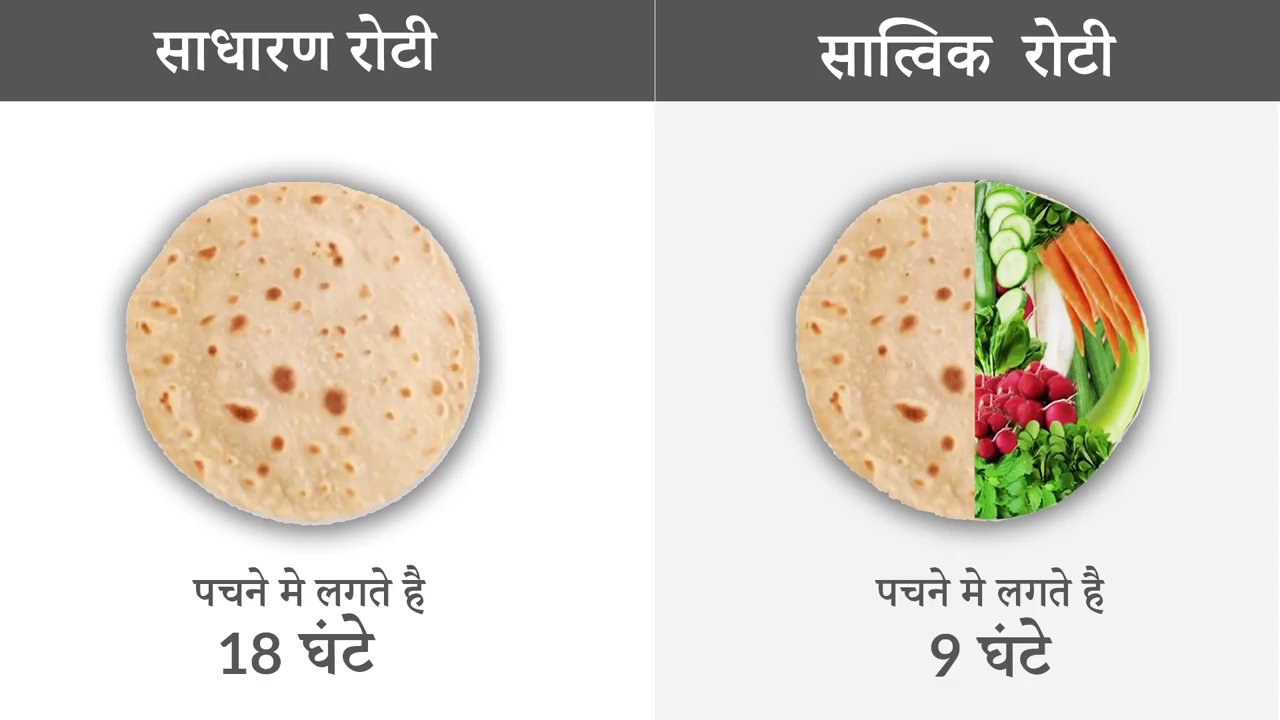 साधारण रोटी
सात्विक रोटी
पचने मे लगते है
18 घंटे
पचने मे लगते है
9 घंटे